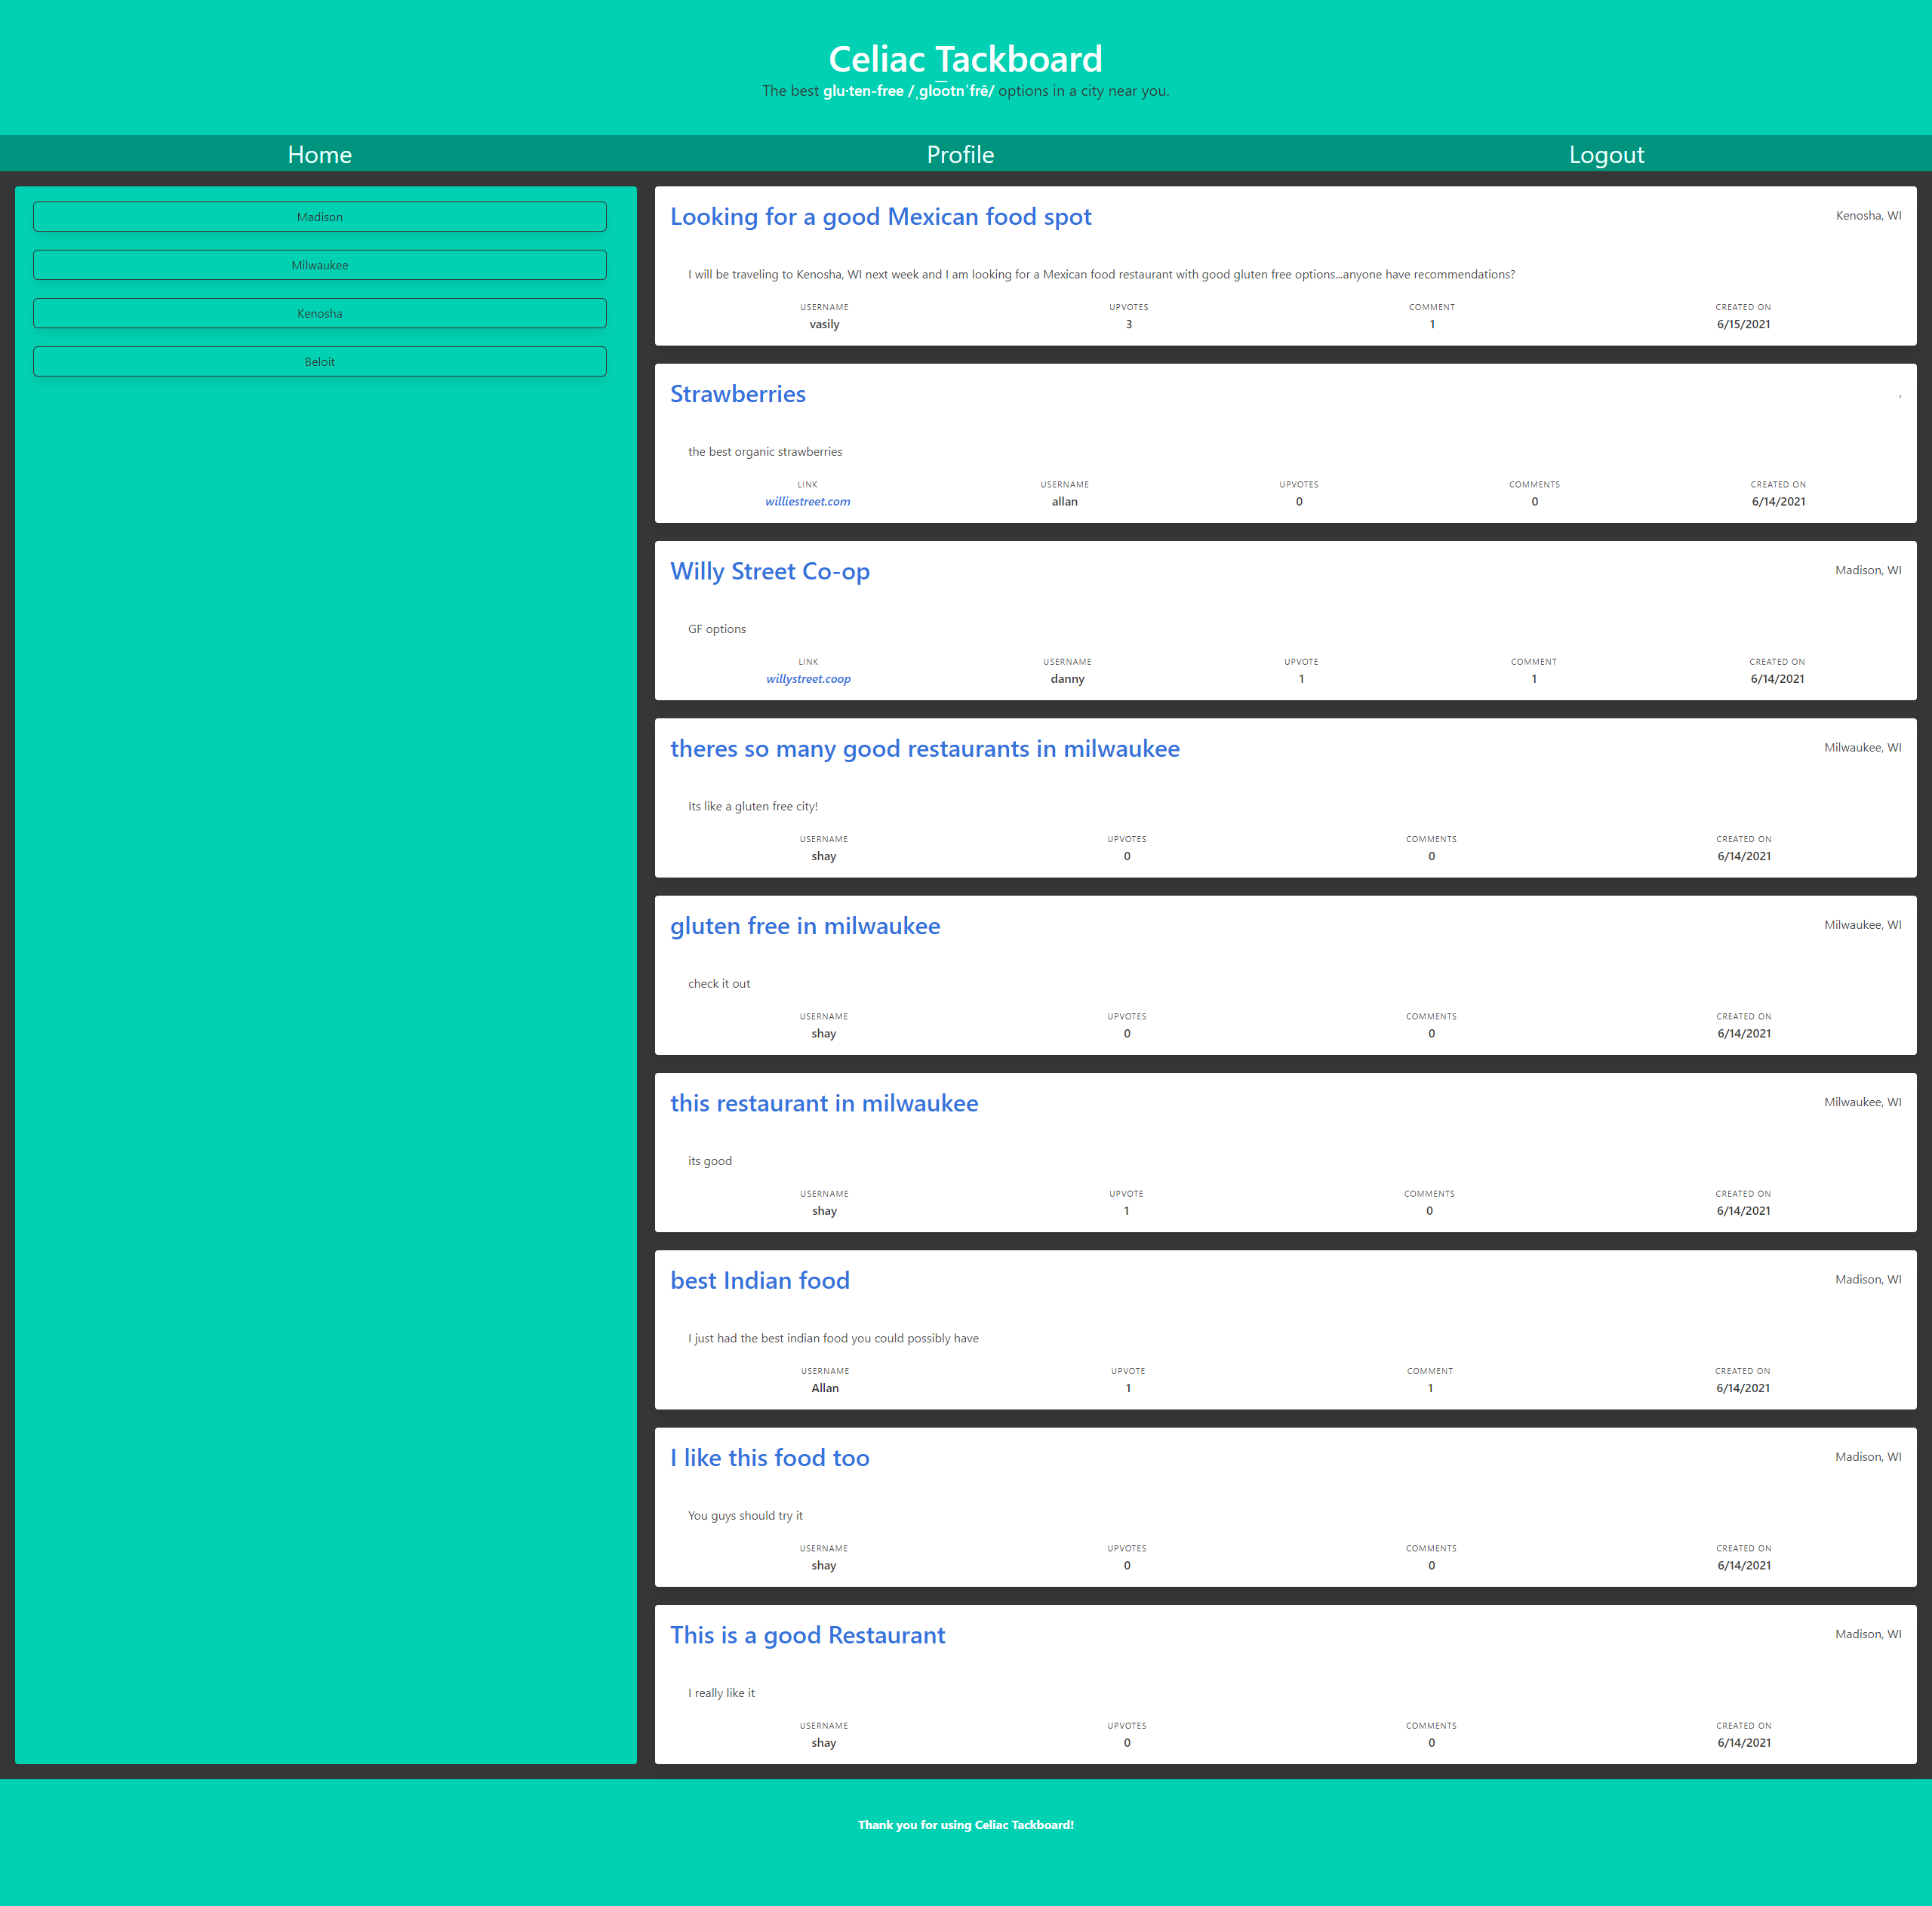 Celiac Tackboard
The best glu·ten-free /ˌglootnˈfrē/ options in a city near you.
Home Profile Logout
Madison
Milwaukee
Kenosha
Beloit
Looking for a good Mexican food spot Kenosha, WI
I will be traveling to Kenosha, WI next week and I am looking for a Mexican food restaurant with good gluten free options...anyone have recommendations?
USERNAME UPVOTES COMMENT CREATED ON
vasily 3 1 6/15/2021
Strawberries ,
the best organic strawberries
LINK USERNAME UPVOTES COMMENTS CREATED ON
williestreet.com allan 0 0 6/14/2021
Willy Street Co-op Madison, WI
GF options
LINK USERNAME UPVOTE COMMENT CREATED ON
willystreet.coop danny 1 1 6/14/2021
theres so many good restaurants in milwaukee Milwaukee, WI
Its like a gluten free city!
USERNAME UPVOTES COMMENTS CREATED ON
shay 0 0 6/14/2021
gluten free in milwaukee Milwaukee, WI
check it out
USERNAME UPVOTES COMMENTS CREATED ON
shay 0 0 6/14/2021
this restaurant in milwaukee Milwaukee, WI
its good
USERNAME UPVOTE COMMENTS CREATED ON
shay 1 0 6/14/2021
best Indian food Madison, WI
I just had the best indian food you could possibly have
USERNAME UPVOTE COMMENT CREATED ON
Allan 1 1 6/14/2021
I like this food too Madison, WI
You guys should try it
USERNAME UPVOTES COMMENTS CREATED ON
shay 0 0 6/14/2021
This is a good Restaurant Madison, WI
I really like it
USERNAME UPVOTES COMMENTS CREATED ON
shay 0 0 6/14/2021
Thank you for using Celiac Tackboard!